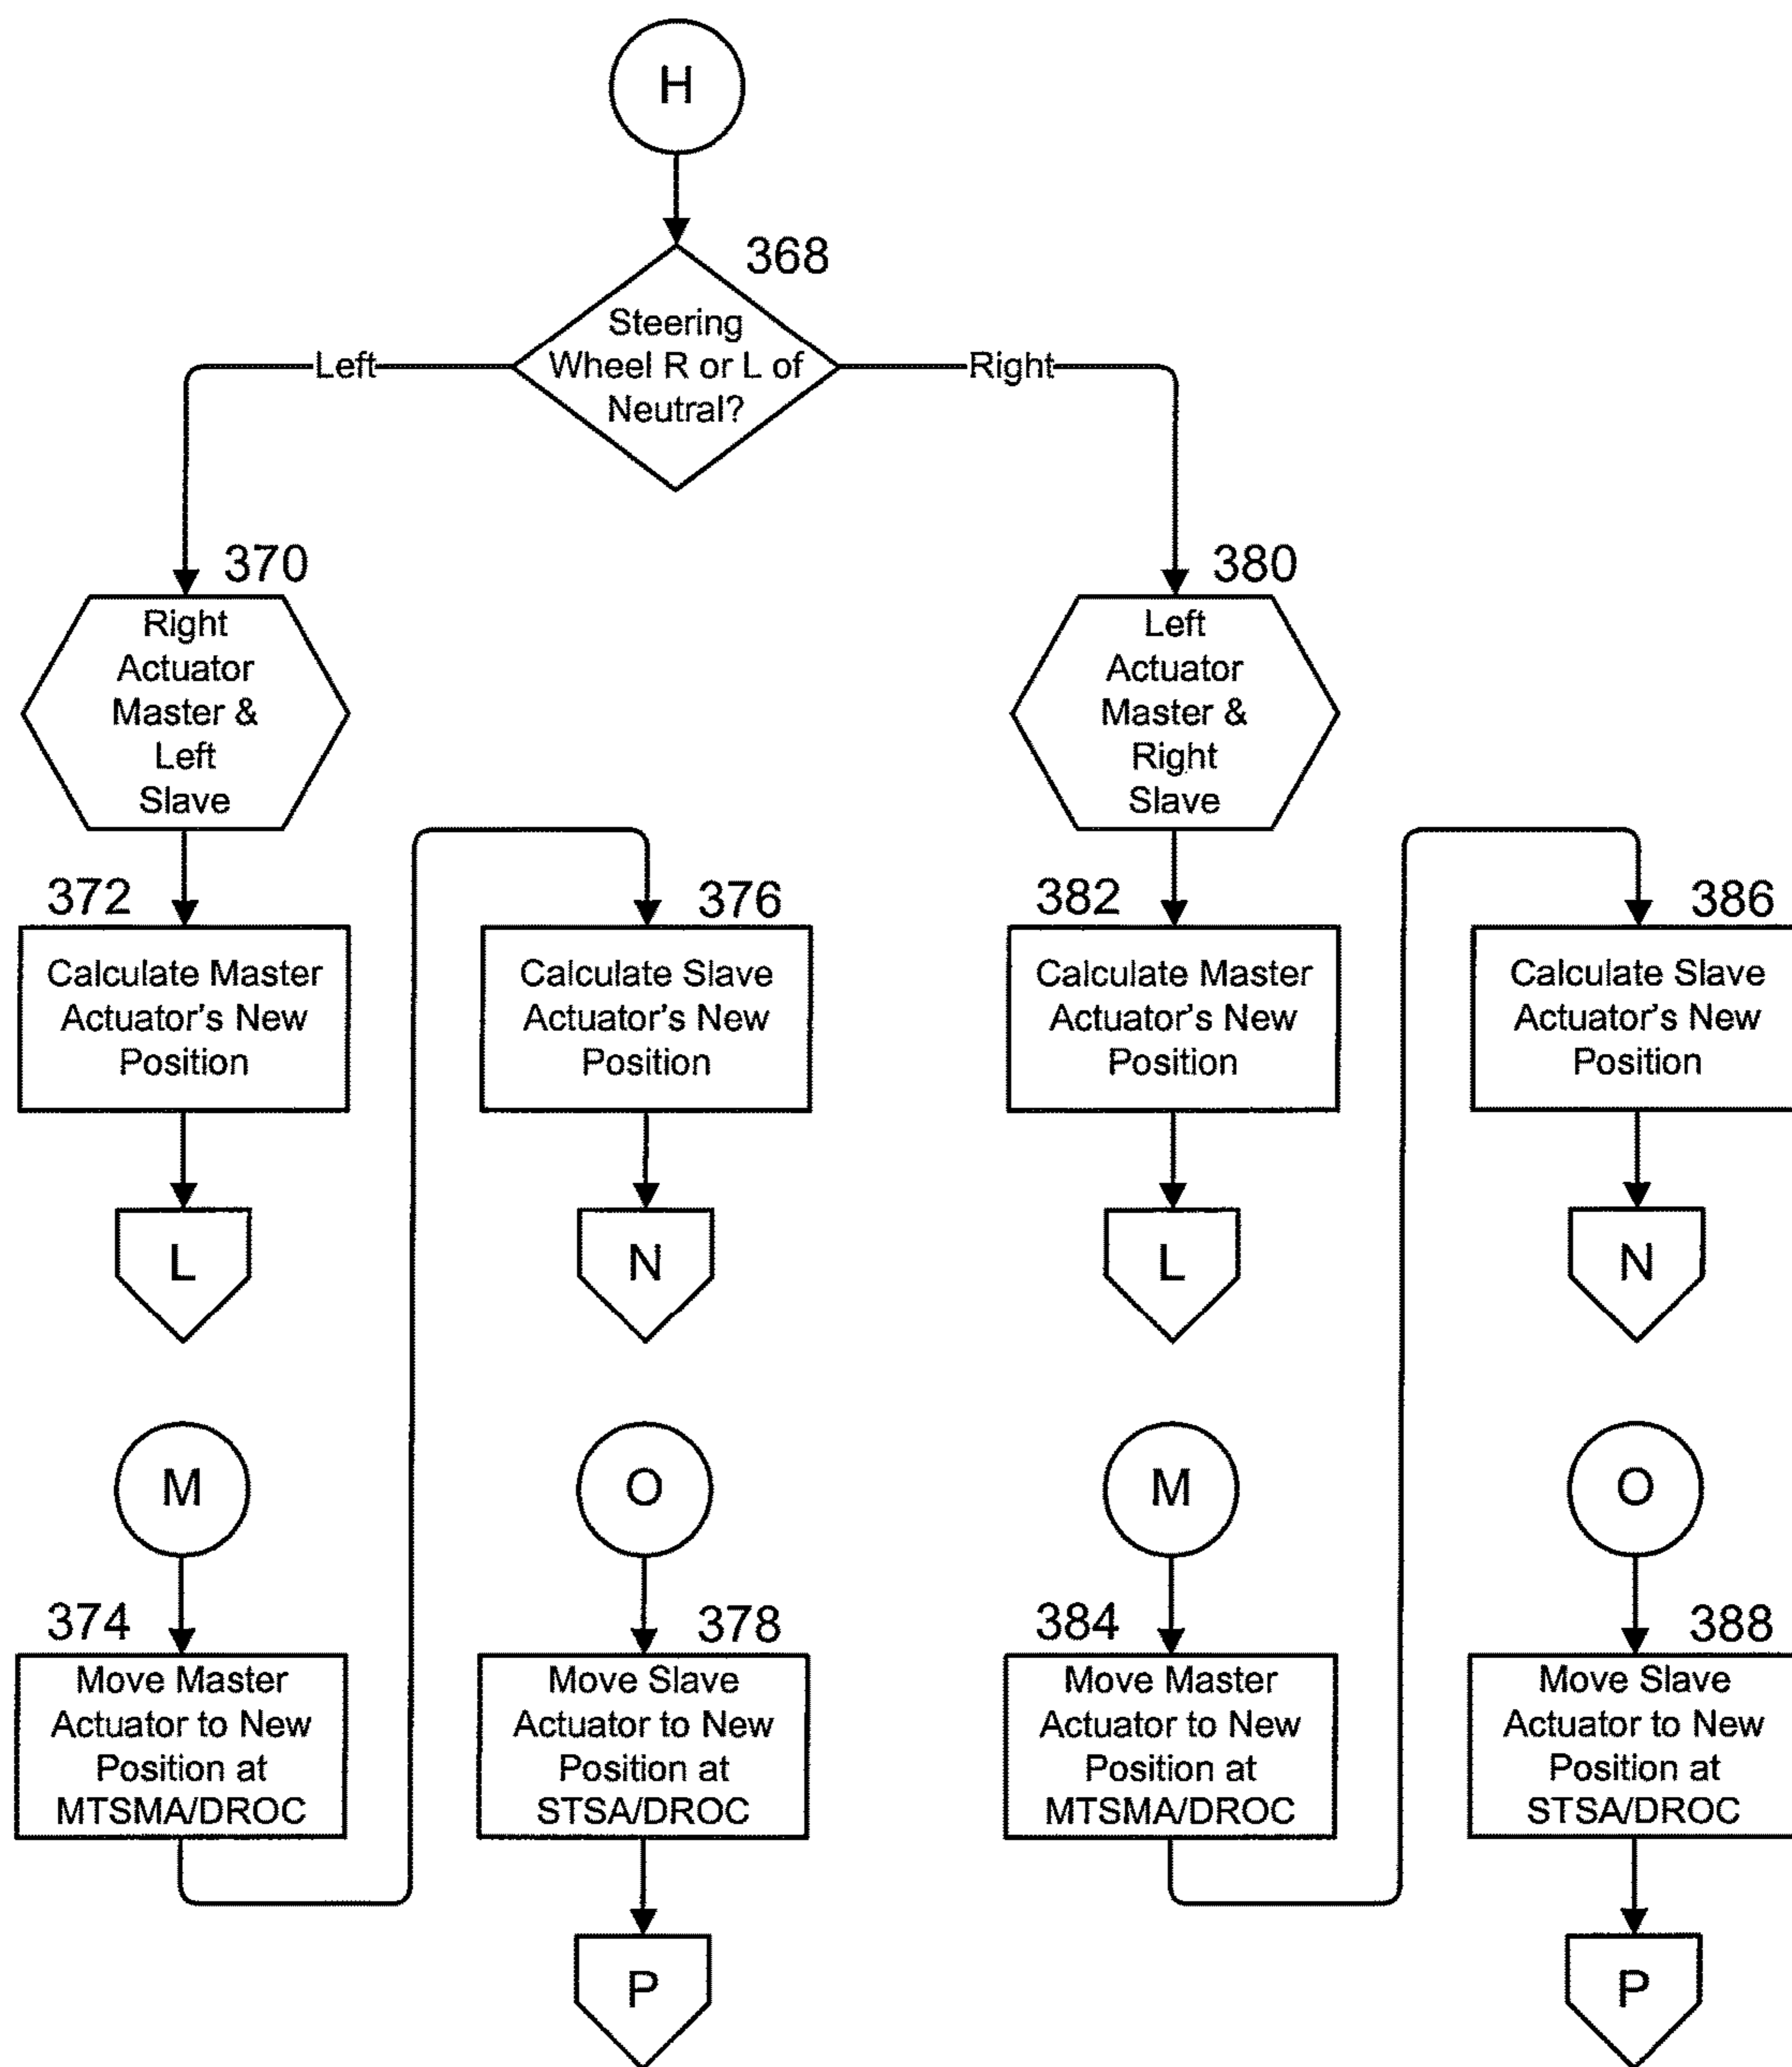 H
368
Steering
Wheel R or L of
Neutral?
Left
Right
370
Right
Actuator
Master &
Left
Slave
380
Left
Actuator
Master &
Right
Slave
372
Calculate Master
Actuator's New
Position
376
Calculate Slave
Actuator's New
Position
382
Calculate Master
Actuator's New
Position
386
Calculate Slave
Actuator's New
Position
L
N
L
N
M
O
M
O
374
Move Master
Actuator to New
Position at
MTSMA/DROC
378
Move Slave
Actuator to New
Position at
STSA/DROC
384
Move Master
Actuator to New
Position at
MTSMA/DROC
388
Move Slave
Actuator to New
Position at
STSA/DROC
P
P